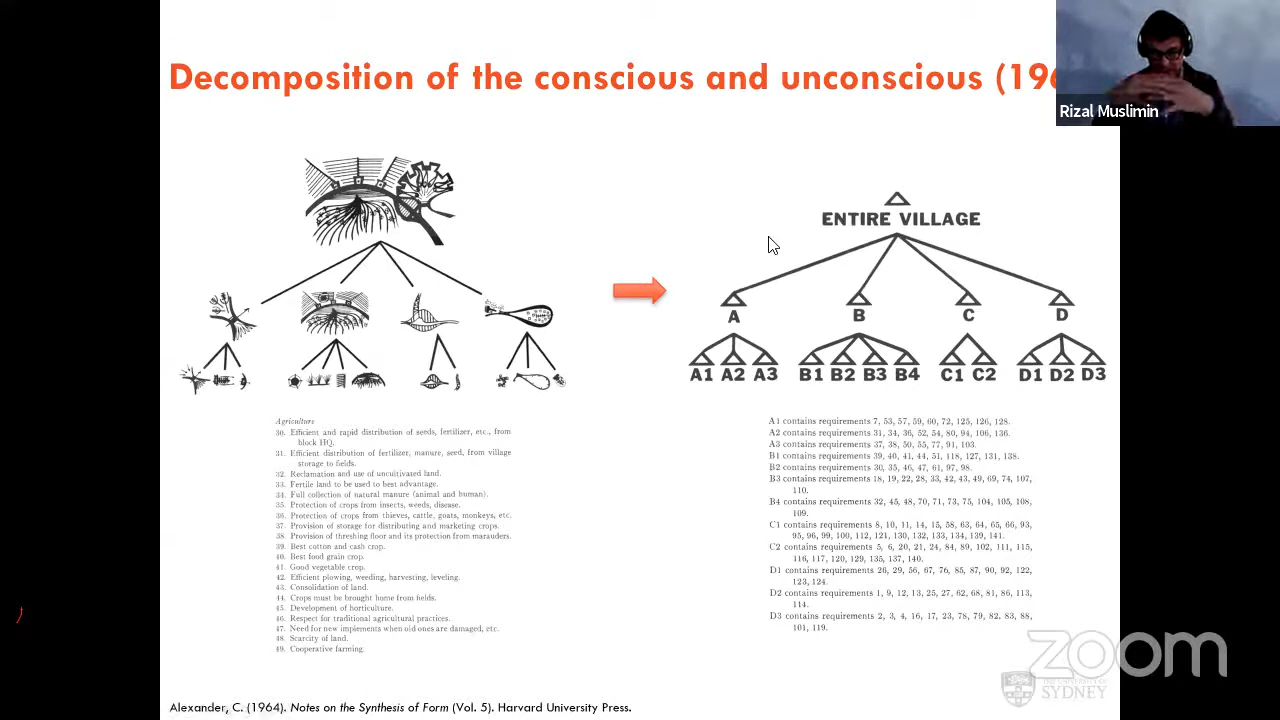 Decomposition of the conscious and unconscious (196
Rizal Muslimin
ENTIRE VILLAGE
A B C D
A1 A2 A3 B1 B2 B3 B4 C1 C2 D1 D2 D3
Agriculture
30. Efficient and rapid distribution of seeds, fertilizer, etc., from
block HQ.
31. Efficient distribution of fertilizer, manure, seed, from village
storage to fields.
32. Reclamation and use of uncultivated land.
33. Fertile land to be used to best advantage.
34. Full collection of natural manure (animal and human).
35. Protection of crops from insects, weeds, disease.
36. Protection of crops from thieves, cattle, goats, monkeys, etc.
37. Provision of storage for distributing and marketing crops.
38. Provision of threshing floor and its protection from marauders.
39. Best cotton and cash crop.
40. Best food grain crop.
41. Good vegetable crop.
42. Efficient plowing, weeding, harvesting, leveling.
43. Consolidation of land.
44. Crops must be brought home from fields.
45. Development of horticulture.
46. Respect for traditional agricultural practices.
47. Need for new implements when old ones are damaged, etc.
48. Scarcity of land.
49. Cooperative farming.
A1 contains requirements 7, 53, 57, 59, 60, 72, 125, 126, 128.
A2 contains requirements 31, 34, 36, 52, 54, 80, 94, 106, 136.
A3 contains requirements 37, 38, 50, 55, 77, 91, 103.
B1 contains requirements 39, 40, 41, 44, 51, 118, 127, 131, 138.
B2 contains requirements 30, 35, 46, 47, 61, 97, 98.
B3 contains requirements 18, 19, 22, 28, 33, 42, 43, 49, 69, 74, 107,
110.
B4 contains requirements 32, 45, 48, 70, 71, 73, 75, 104, 105, 108,
109.
C1 contains requirements 8, 10, 11, 14, 15, 58, 63, 64, 65, 66, 93,
95, 96, 99, 100, 112, 121, 130, 132, 133, 134, 139, 141.
C2 contains requirements 5, 6, 20, 21, 24, 84, 89, 102, 111, 115,
116, 117, 120, 129, 135, 137, 140.
D1 contains requirements 26, 29, 56, 67, 76, 85, 87, 90, 92, 122,
123, 124.
D2 contains requirements 1, 9, 12, 13, 25, 27, 62, 68, 81, 86, 113,
114.
D3 contains requirements 2, 3, 4, 16, 17, 23, 78, 79, 82, 83, 88,
101, 119.
zoom
THE UNIVERSITY OF
SYDNEY
Alexander, C. (1964). Notes on the Synthesis of Form (Vol. 5). Harvard University Press.